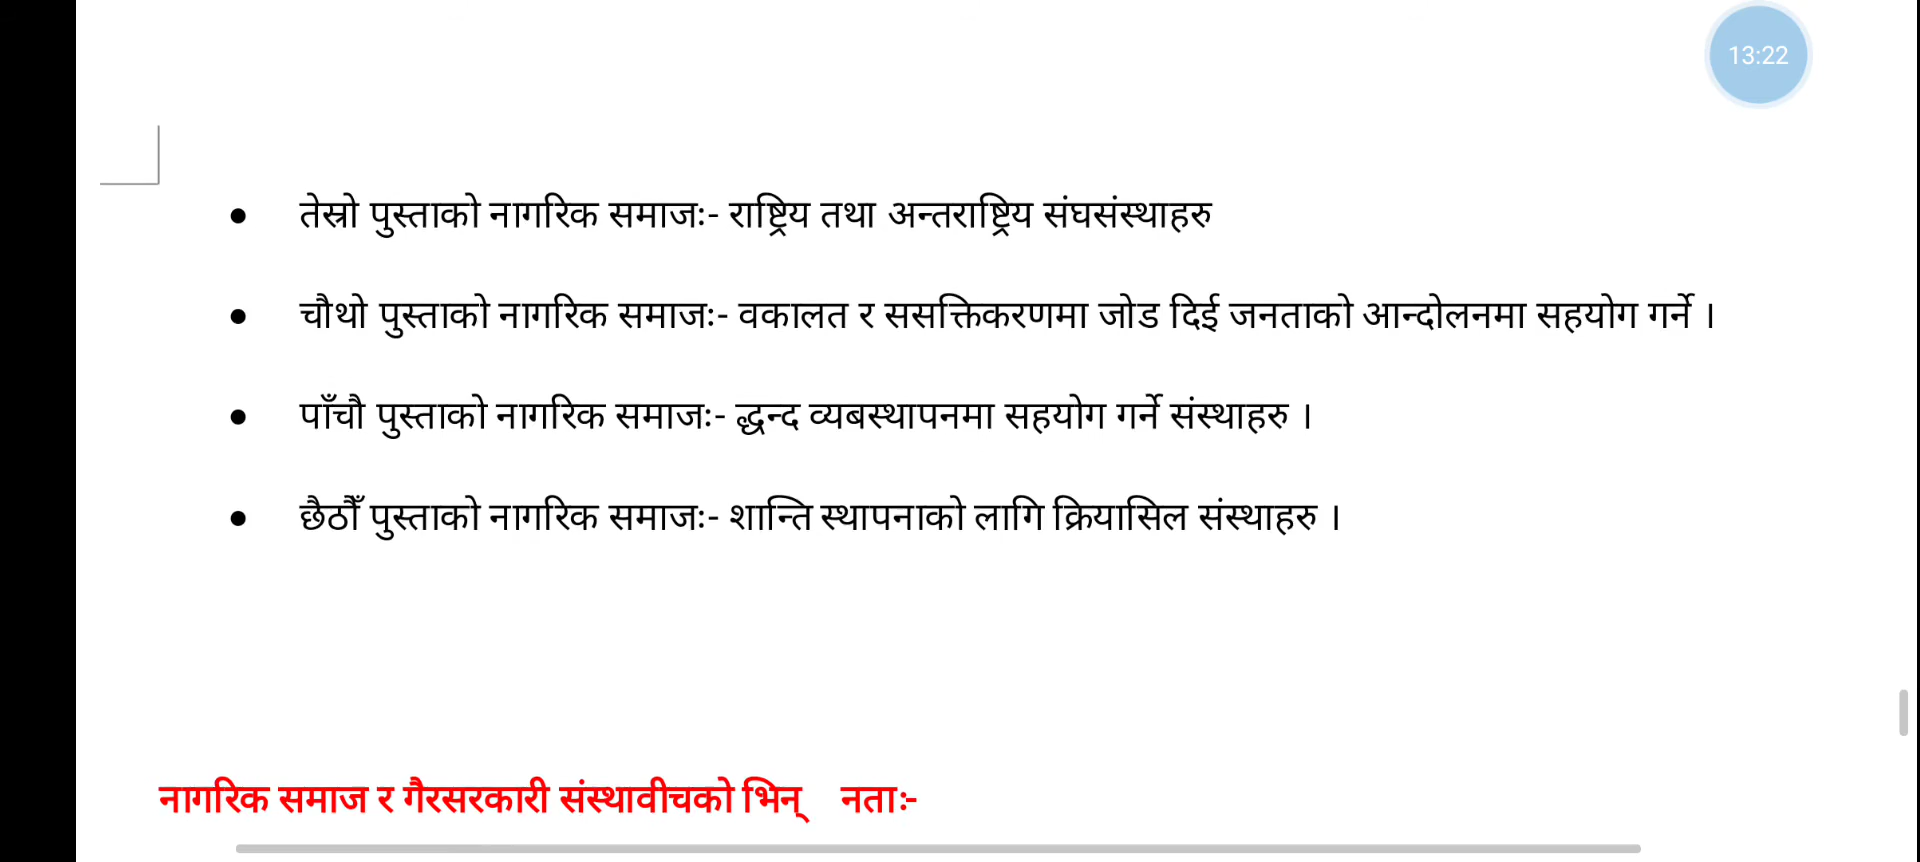 13:22
● तेस्रो पुस्ताको नागरिक समाजः- राष्ट्रिय तथा अन्तराष्ट्रिय संघसंस्थाहरु
● चौथो पुस्ताको नागरिक समाजः- वकालत र ससक्तिकरणमा जोड दिई जनताको आन्दोलनमा सहयोग गर्ने ।
● पाँचौ पुस्ताको नागरिक समाजः- द्धन्द व्यबस्थापनमा सहयोग गर्ने संस्थाहरु ।
● छैठौँ पुस्ताको नागरिक समाजः- शान्ति स्थापनाको लागि क्रियासिल संस्थाहरु ।
नागरिक समाज र गैरसरकारी संस्थावीचको भिन् नताः-